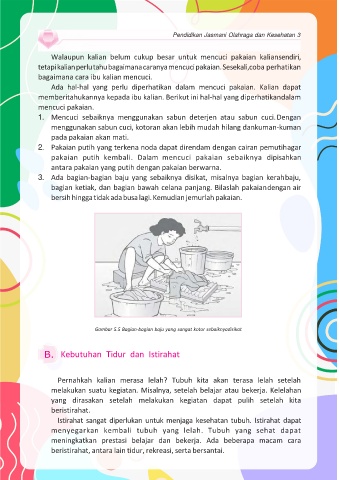 Pendidkan Jasmani Olahraga dan Kesehatan 3
Walaupun kalian belum cukup besar untuk mencuci pakaian kaliansendiri,
tetapikalianperlutahubagaimanacaranya mencuci pakaian. Sesekali,coba perhatikan
bagaimana cara ibu kalian mencuci.
Ada hal-hal yang perlu diperhatikan dalam mencuci pakaian. Kalian dapat
memberitahukannya kepada ibu kalian. Berikut ini hal-hal yang diperhatikandalam
mencuci pakaian.
1. Mencuci sebaiknya menggunakan sabun deterjen atau sabun cuci. Dengan
menggunakan sabun cuci, kotoran akan lebih mudah hilang dankuman-kuman
pada pakaian akan mati.
2. Pakaian putih yang terkena noda dapat direndam dengan cairan pemutihagar
pakaian putih kembali. Dalam mencuci pakaian sebaiknya dipisahkan
antara pakaian yang putih dengan pakaian berwarna.
3. Ada bagian-bagian baju yang sebaiknya disikat, misalnya bagian kerahbaju,
bagian ketiak, dan bagian bawah celana panjang. Bilaslah pakaiandengan air
bersih hingga tidak ada busa lagi. Kemudian jemurlah pakaian.
Gambar 5.5 Bagian-bagian baju yang sangat kotor sebaiknyadisikat
B. Kebutuhan Tidur dan Istirahat
Pernahkah kalian merasa lelah? Tubuh kita akan terasa lelah setelah
melakukan suatu kegiatan. Misalnya, setelah belajar atau bekerja. Kelelahan
yang dirasakan setelah melakukan kegiatan dapat pulih setelah kita
beristirahat.
Istirahat sangat diperlukan untuk menjaga kesehatan tubuh. Istirahat dapat
menyegarkan kembali tubuh yang lelah. Tubuh yang sehat dapat
meningkatkan prestasi belajar dan bekerja. Ada beberapa macam cara
beristirahat, antara lain tidur, rekreasi, serta bersantai.